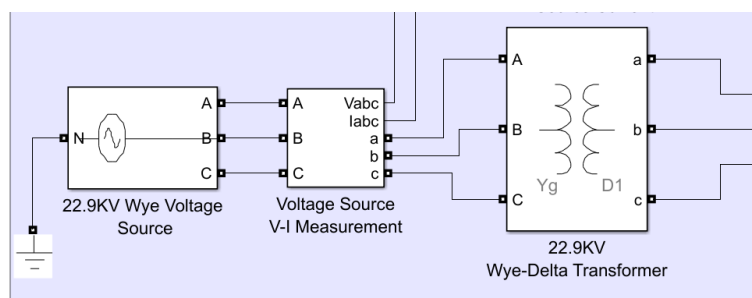 A
N
B
C
22.9KV Wye Voltage
Source
A
Vabc
Iabc
B
a
b
C
c
Voltage Source
V-I Measurement
A
a
B
b
Yg
D1
C
c
22.9KV
Wye-Delta Transformer